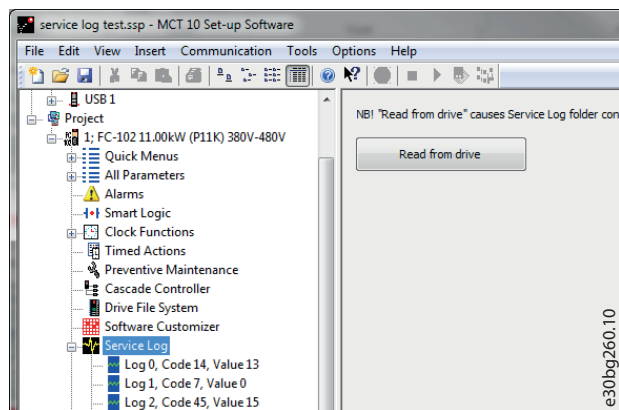 service log test.ssp - MCT 10 Set-up Software
File Edit View Insert Communication Tools Options Help
USB 1
Project
1; FC-102 11.00kW (P11K) 380V-480V
Quick Menus
All Parameters
Alarms
Smart Logic
Clock Functions
Timed Actions
Preventive Maintenance
Cascade Controller
Drive File System
Software Customizer
Service Log
Log 0, Code 14, Value 13
Log 1, Code 7, Value 0
Log 2, Code 45, Value 15
NB! "Read from drive" causes Service Log folder con
Read from drive
e30bg260.10